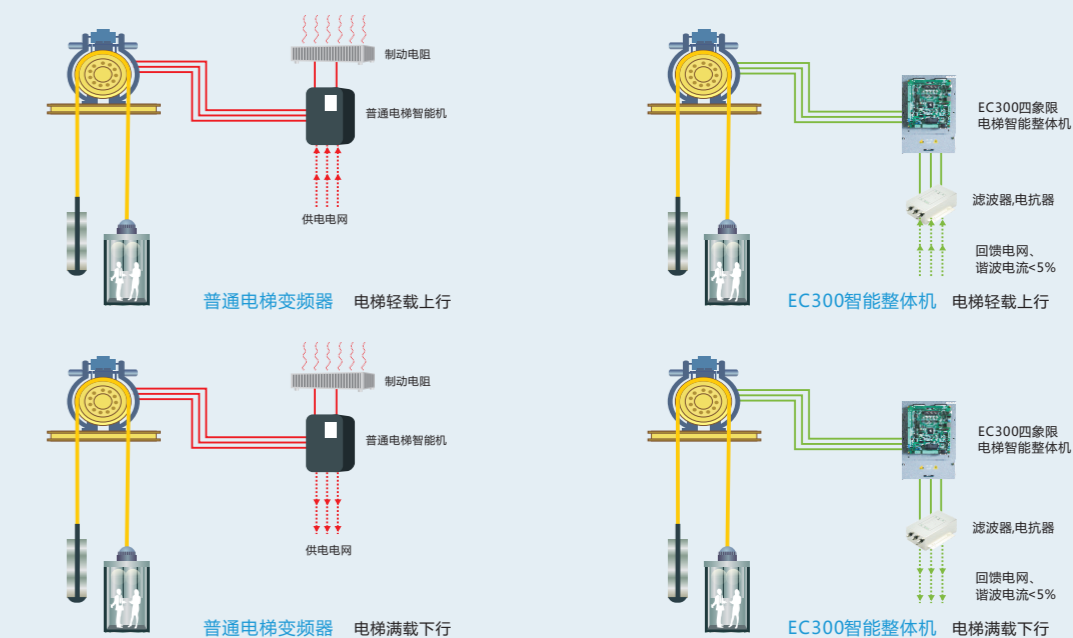 制动电阻
普通电梯智能机
供电电网
普通电梯变频器 电梯轻载上行
EC300四象限
电梯智能整体机
滤波器,电抗器
回馈电网、
谐波电流<5%
EC300智能整体机 电梯轻载上行
制动电阻
普通电梯智能机
供电电网
普通电梯变频器 电梯满载下行
EC300四象限
电梯智能整体机
滤波器,电抗器
回馈电网、
谐波电流<5%
EC300智能整体机 电梯满载下行